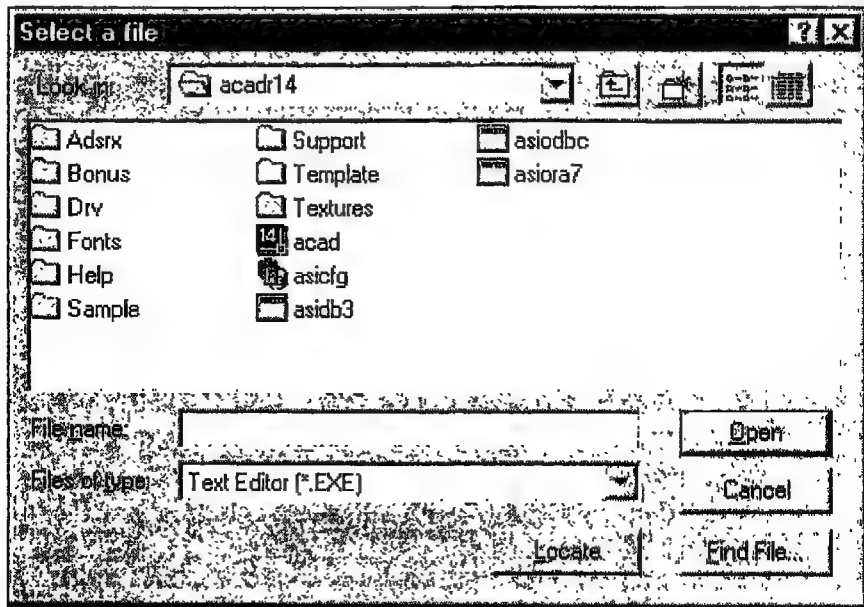 Select a file
Look in: acadr14
Adsrx Support asiodbc
Bonus Template asiora7
Drv Textures
Fonts acad
Help asicfg
Sample asidb3
File name: Open
Files of type: Text Editor (*.EXE) Cancel
Locate Find File...